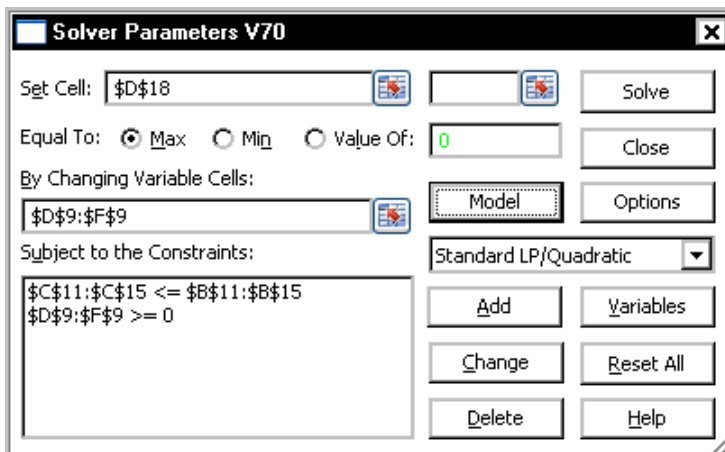 Solver Parameters V70
Set Cell: $D$18
Solve
Equal To: Max Min Value Of: 0
Close
By Changing Variable Cells:
$D$9:$F$9
Model
Options
Subject to the Constraints:
Standard LP/Quadratic
$C$11:$C$15 <= $B$11:$B$15
$D$9:$F$9 >= 0
Add
Variables
Change
Reset All
Delete
Help